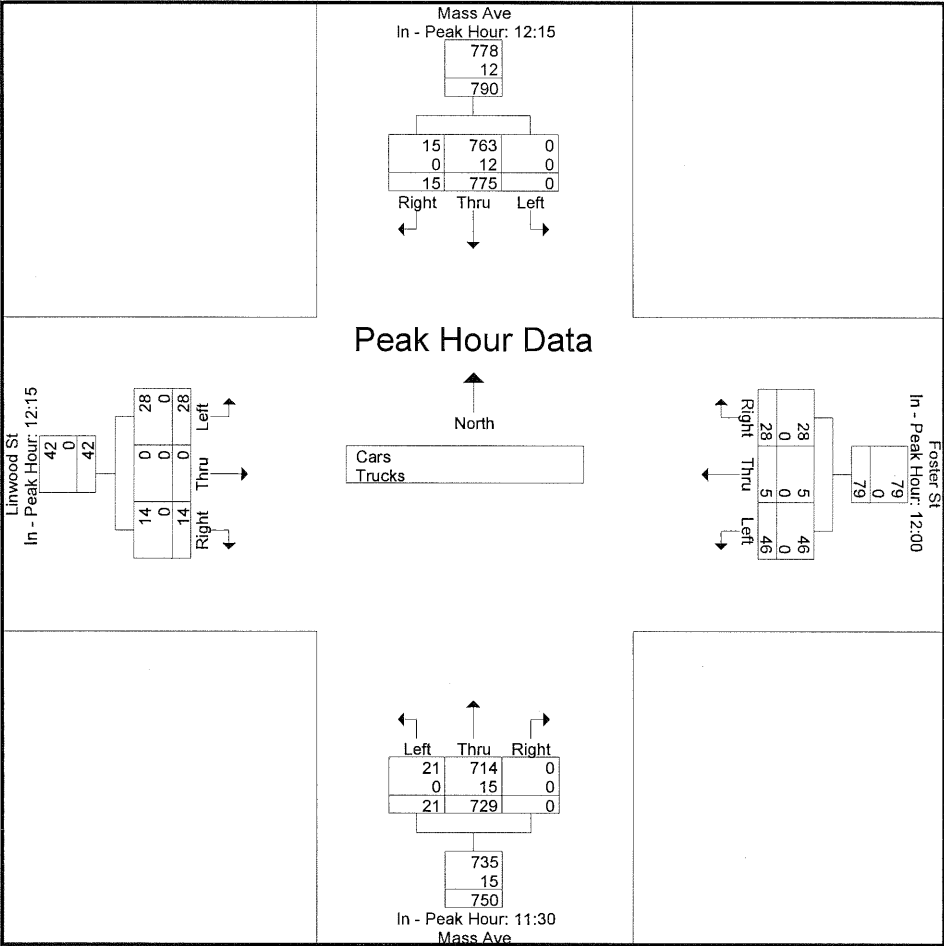 Mass Ave
In - Peak Hour: 12:15
778
12
790
15 763 0
0 12 0
15 775 0
Right Thru Left
Peak Hour Data
North
Cars
Trucks
Linwood St
In - Peak Hour: 12:15
42
0
42
28 0 14
0 0 0
28 0 14
Left Thru Right
Foster St
In - Peak Hour: 12:00
79
0
79
28 5 46
0 0 0
28 5 46
Right Thru Left
Left Thru Right
21 714 0
0 15 0
21 729 0
735
15
750
In - Peak Hour: 11:30
Mass Ave